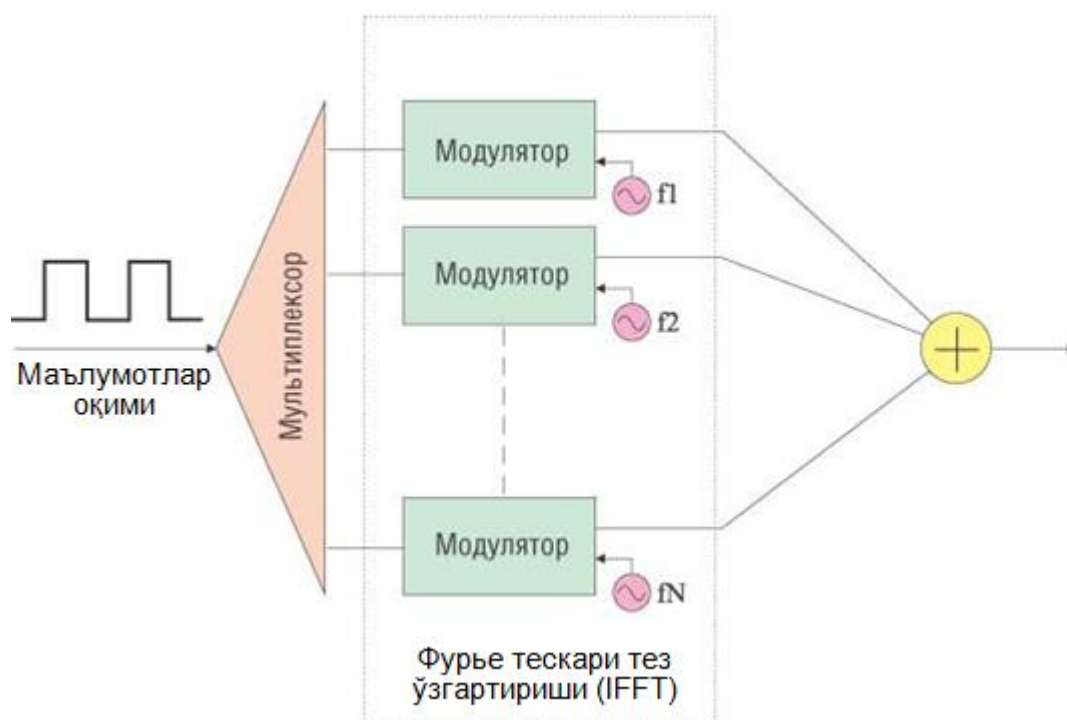 Модулятор
f1
Модулятор
f2
Мультиплексор
Маълумотлар
оқими
Модулятор
fN
Фурье тескари тез
ўзгартириши (IFFT)